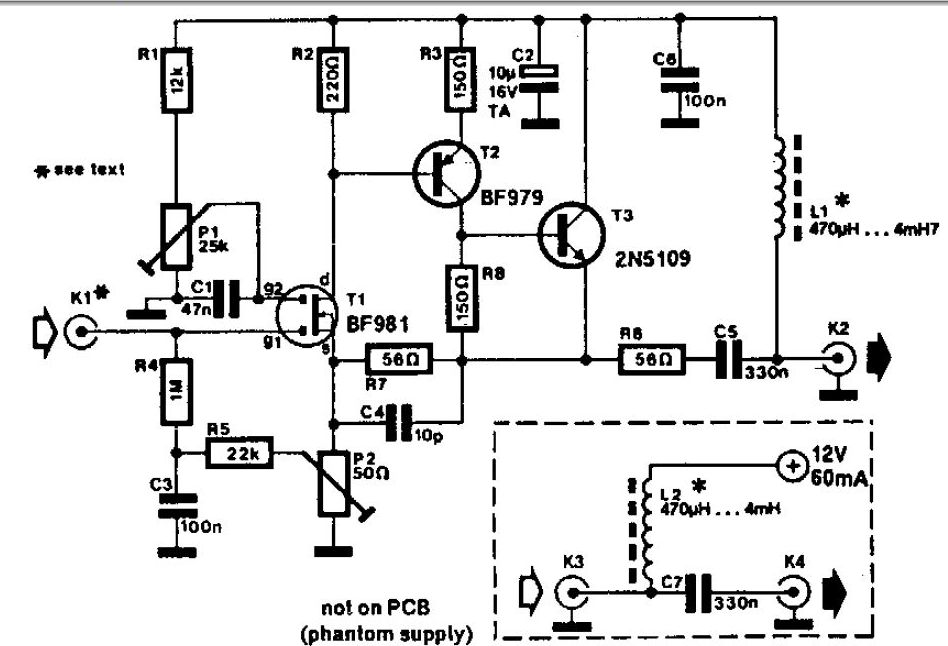 R1
12k
R2
220Ω
R3
150Ω
C2
10µ
16V
TA
C6
100n
* see text
T2
BF979
P1
25k
T3
2N5109
L1 *
470µH ... 4mH7
K1 *
C1
47n
g2
d
T1
BF981
g1
s
R8
150Ω
R4
1M
R7
56Ω
R6
56Ω
C5
330n
K2
C4
10p
R5
22k
P2
50Ω
C3
100n
12V
60mA
L2 *
470µH ... 4mH
K3
C7
330n
K4
not on PCB
(phantom supply)